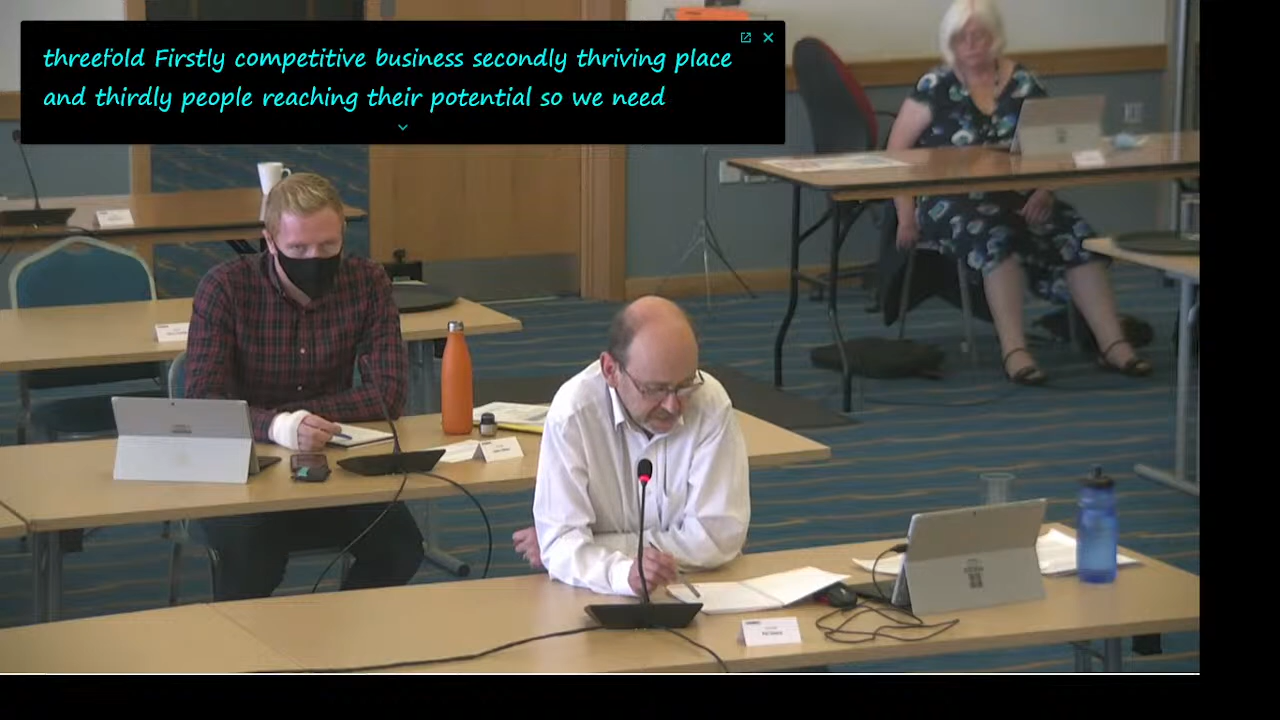 threefold Firstly competitive business secondly thriving place
and thirdly people reaching their potential so we need